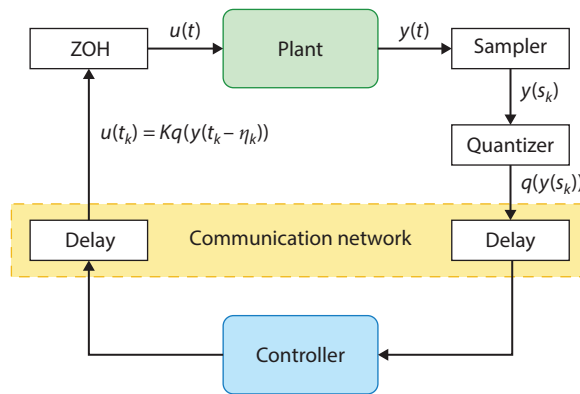 ZOH
u(t)
Plant
y(t)
Sampler
y(s_k)
u(t_k) = Kq(y(t_k – η_k))
Quantizer
q(y(s_k))
Delay
Communication network
Delay
Controller